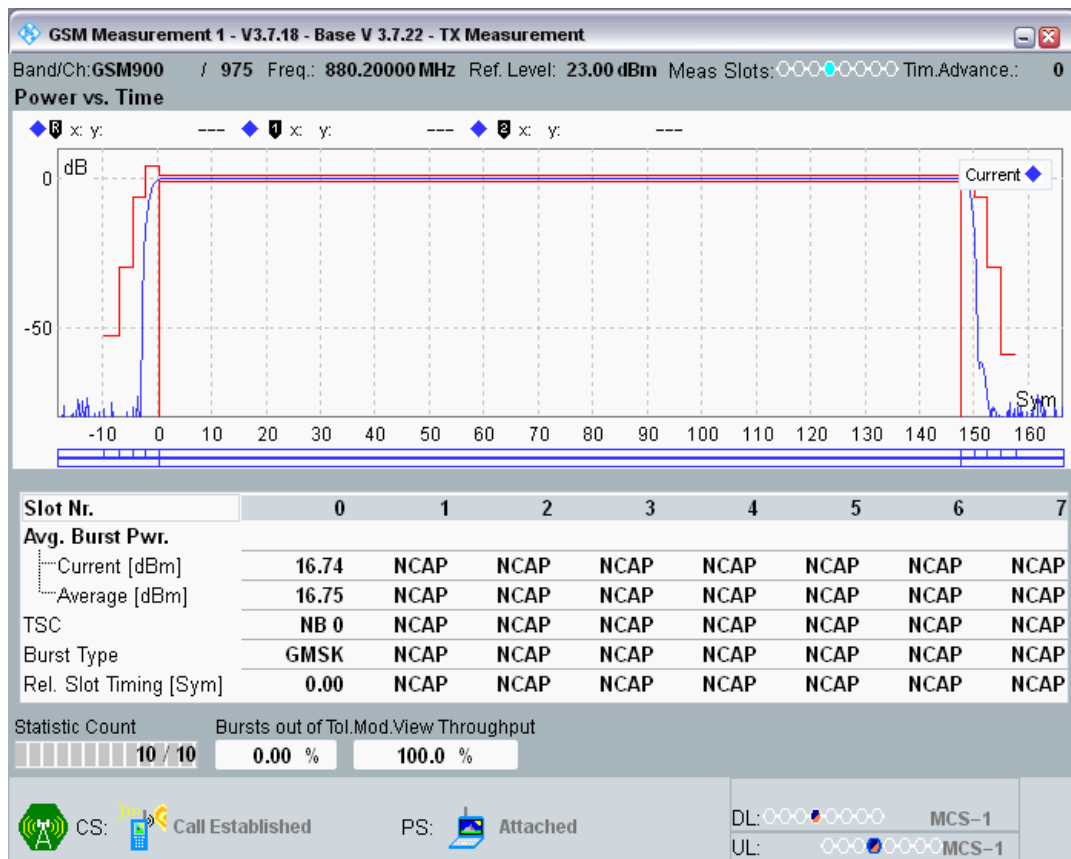 GSM Measurement 1 - V3.7.18 - Base V 3.7.22 - TX Measurement
Band/Ch:GSM900 / 975 Freq.: 880.20000 MHz Ref. Level: 23.00 dBm Meas Slots: Tim.Advance.: 0
Power vs. Time
R x: y: --- 1 x: y: --- 2 x: y: ---
dB
Current
0
-50
Sym
-10 0 10 20 30 40 50 60 70 80 90 100 110 120 130 140 150 160
Slot Nr. 0 1 2 3 4 5 6 7
Avg. Burst Pwr.
Current [dBm] 16.74 NCAP NCAP NCAP NCAP NCAP NCAP NCAP
Average [dBm] 16.75 NCAP NCAP NCAP NCAP NCAP NCAP NCAP
TSC NB 0 NCAP NCAP NCAP NCAP NCAP NCAP NCAP
Burst Type GMSK NCAP NCAP NCAP NCAP NCAP NCAP NCAP
Rel. Slot Timing [Sym] 0.00 NCAP NCAP NCAP NCAP NCAP NCAP NCAP
Statistic Count Bursts out of Tol.Mod.View Throughput
10 / 10 0.00 % 100.0 %
CS: Call Established PS: Attached
DL: MCS-1
UL: MCS-1